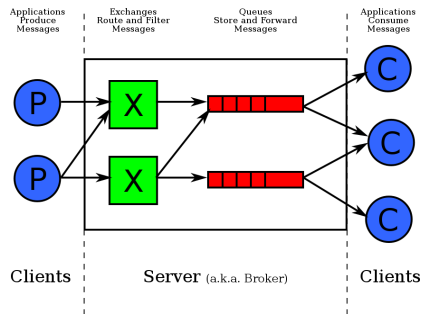 Applications
Produce
Messages
Exchanges
Route and Filter
Messages
Queues
Store and Forward
Messages
Applications
Consume
Messages
P
X
C
P
X
C
C
Clients
Server (a.k.a. Broker)
Clients